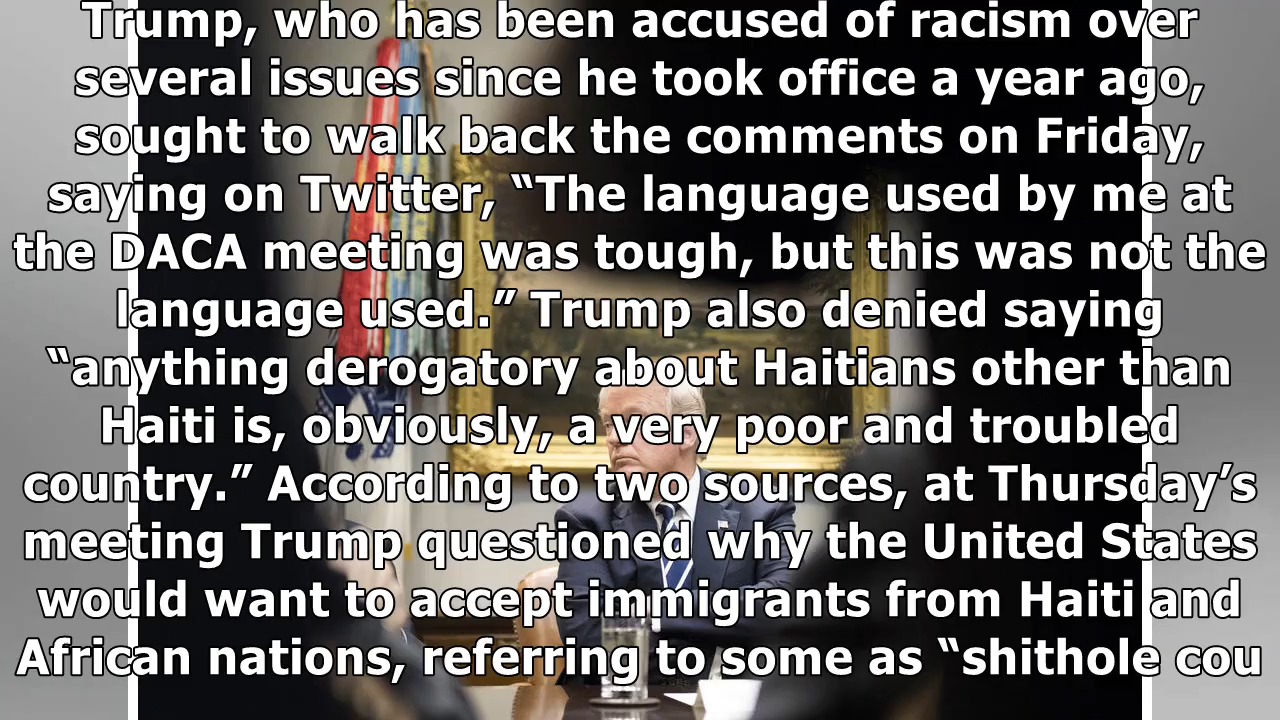 Trump, who has been accused of racism over
several issues since he took office a year ago,
sought to walk back the comments on Friday,
saying on Twitter, “The language used by me at
the DACA meeting was tough, but this was not the
language used.” Trump also denied saying
“anything derogatory about Haitians other than
Haiti is, obviously, a very poor and troubled
country.” According to two sources, at Thursday’s
meeting Trump questioned why the United States
would want to accept immigrants from Haiti and
African nations, referring to some as “shithole cou